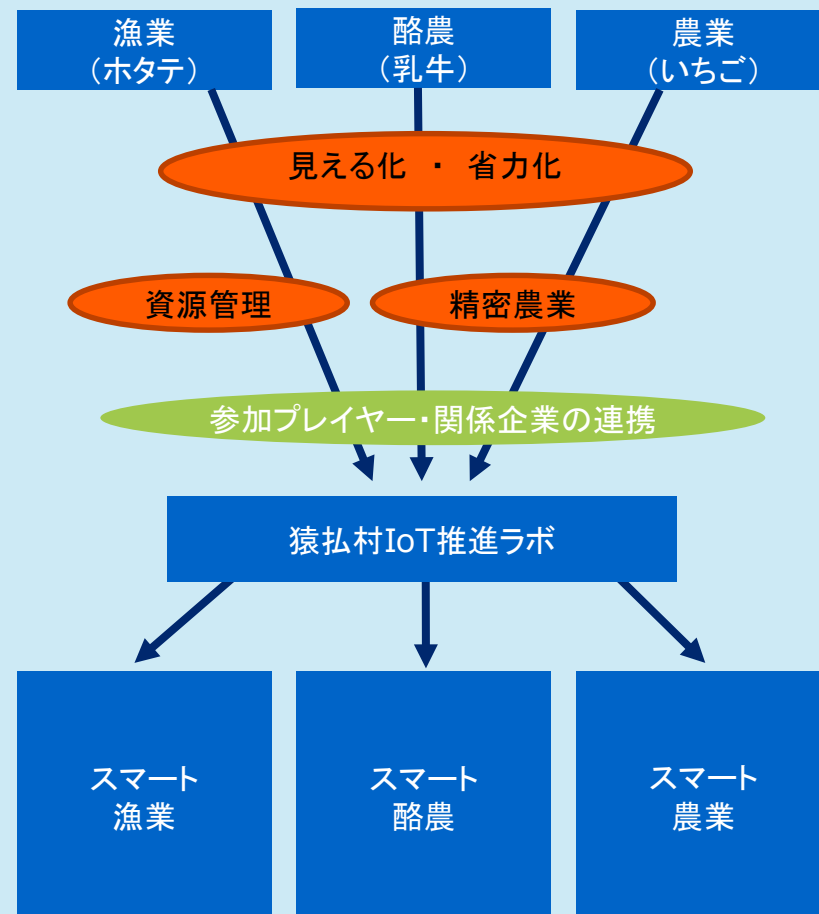 漁業
（ホタテ）
酪農
（乳牛）
農業
（いちご）
見える化 ・ 省力化
資源管理
精密農業
参加プレイヤー・関係企業の連携
猿払村IoT推進ラボ
スマート
漁業
スマート
酪農
スマート
農業